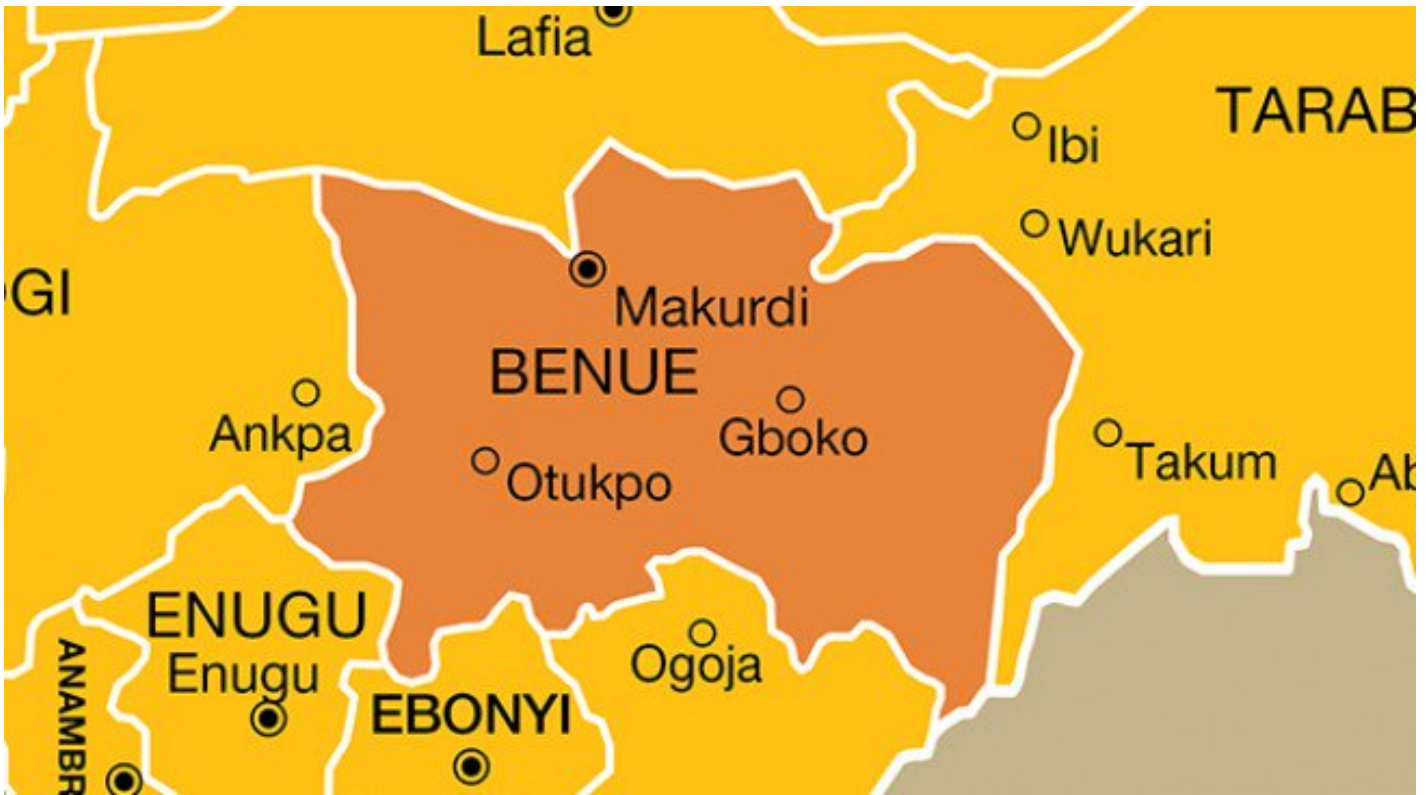 Lafia
TARAB
Ibi
Wukari
GI
Makurdi
BENUE
Ankpa
Gboko
Otukpo
Takum
Ab
ENUGU
Enugu
Ogoja
ANAMBR
EBONYI